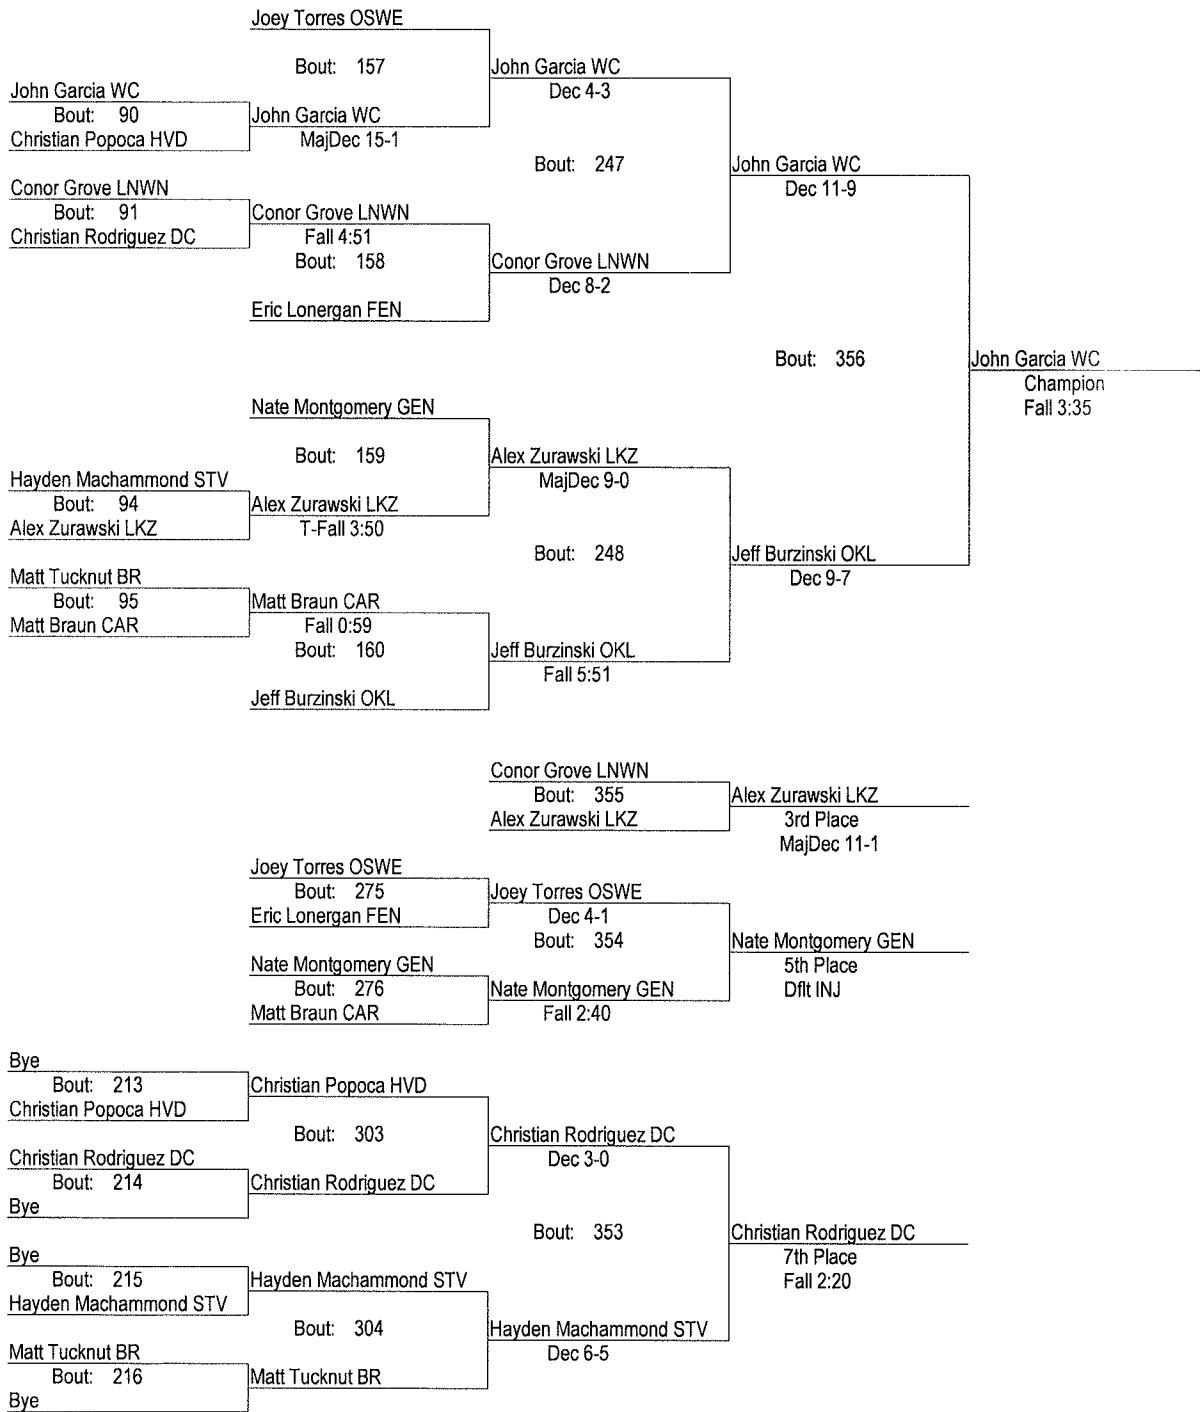 Joey Torres OSWE
Bout: 157
John Garcia WC
Dec 4-3
John Garcia WC
Bout: 90
Christian Popoca HVD
John Garcia WC
MajDec 15-1
Bout: 247
John Garcia WC
Dec 11-9
Conor Grove LNWN
Bout: 91
Christian Rodriguez DC
Conor Grove LNWN
Fall 4:51
Bout: 158
Conor Grove LNWN
Dec 8-2
Eric Lonergan FEN
Bout: 356
John Garcia WC
Champion
Fall 3:35
Nate Montgomery GEN
Bout: 159
Alex Zurawski LKZ
MajDec 9-0
Hayden Machammond STV
Bout: 94
Alex Zurawski LKZ
Alex Zurawski LKZ
T-Fall 3:50
Bout: 248
Jeff Burzinski OKL
Dec 9-7
Matt Tucknut BR
Bout: 95
Matt Braun CAR
Matt Braun CAR
Fall 0:59
Bout: 160
Jeff Burzinski OKL
Fall 5:51
Jeff Burzinski OKL
Conor Grove LNWN
Bout: 355
Alex Zurawski LKZ
Alex Zurawski LKZ
3rd Place
MajDec 11-1
Joey Torres OSWE
Bout: 275
Eric Lonergan FEN
Joey Torres OSWE
Dec 4-1
Bout: 354
Nate Montgomery GEN
5th Place
Dflt INJ
Nate Montgomery GEN
Bout: 276
Matt Braun CAR
Nate Montgomery GEN
Fall 2:40
Bye
Bout: 213
Christian Popoca HVD
Christian Popoca HVD
Bout: 303
Christian Rodriguez DC
Dec 3-0
Christian Rodriguez DC
Bout: 214
Bye
Christian Rodriguez DC
Bout: 353
Christian Rodriguez DC
7th Place
Fall 2:20
Bye
Bout: 215
Hayden Machammond STV
Hayden Machammond STV
Bout: 304
Hayden Machammond STV
Dec 6-5
Matt Tucknut BR
Bout: 216
Bye
Matt Tucknut BR